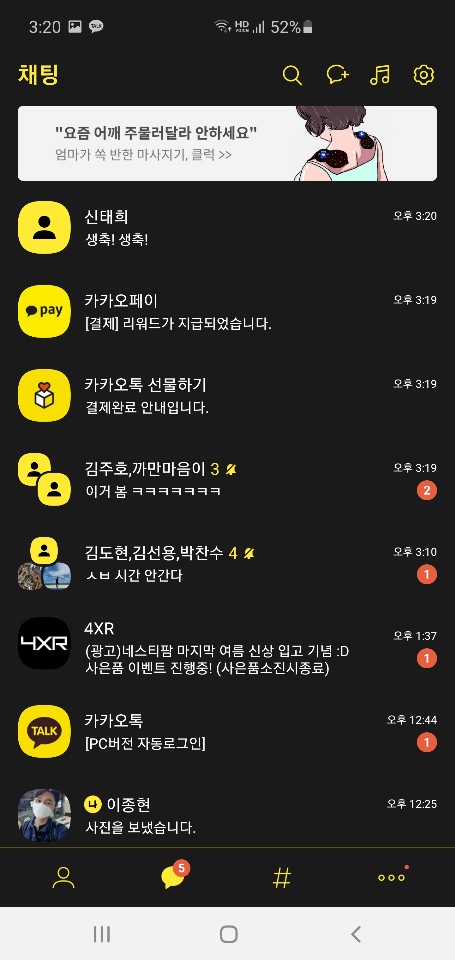 3:20 TALK HD VOICE 52%
채팅
"요즘 어깨 주물러달라 안하세요"
엄마가 쏙 반한 마사지기, 클릭 >>
신태희 오후 3:20
생축! 생축!
pay 카카오페이 오후 3:19
[결제] 리워드가 지급되었습니다.
카카오톡 선물하기 오후 3:19
결제완료 안내입니다.
김주호,까만마음이 3 오후 3:19
이거 봄 ㅋㅋㅋㅋㅋㅋㅋ 2
김도현,김선용,박찬수 4 오후 3:10
ㅅㅂ 시간 안간다 1
4XR 4XR 오후 1:37
(광고)네스티팜 마지막 여름 신상 입고 기념 :D 1
사은품 이벤트 진행중! (사은품소진시종료)
TALK 카카오톡 오후 12:44
[PC버전 자동로그인] 1
나 이종현 오후 12:25
사진을 보냈습니다.
5
#